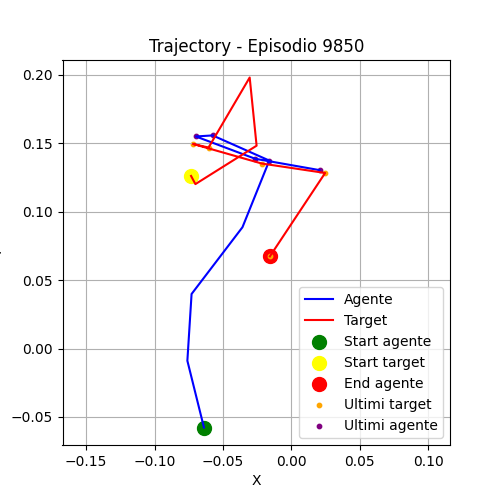 Trajectory - Episodio 9850
0.20
0.15
0.10
0.05
0.00
−0.05
−0.15
−0.10
−0.05
0.00
0.05
0.10
X
Agente
Target
Start agente
Start target
End agente
Ultimi target
Ultimi agente